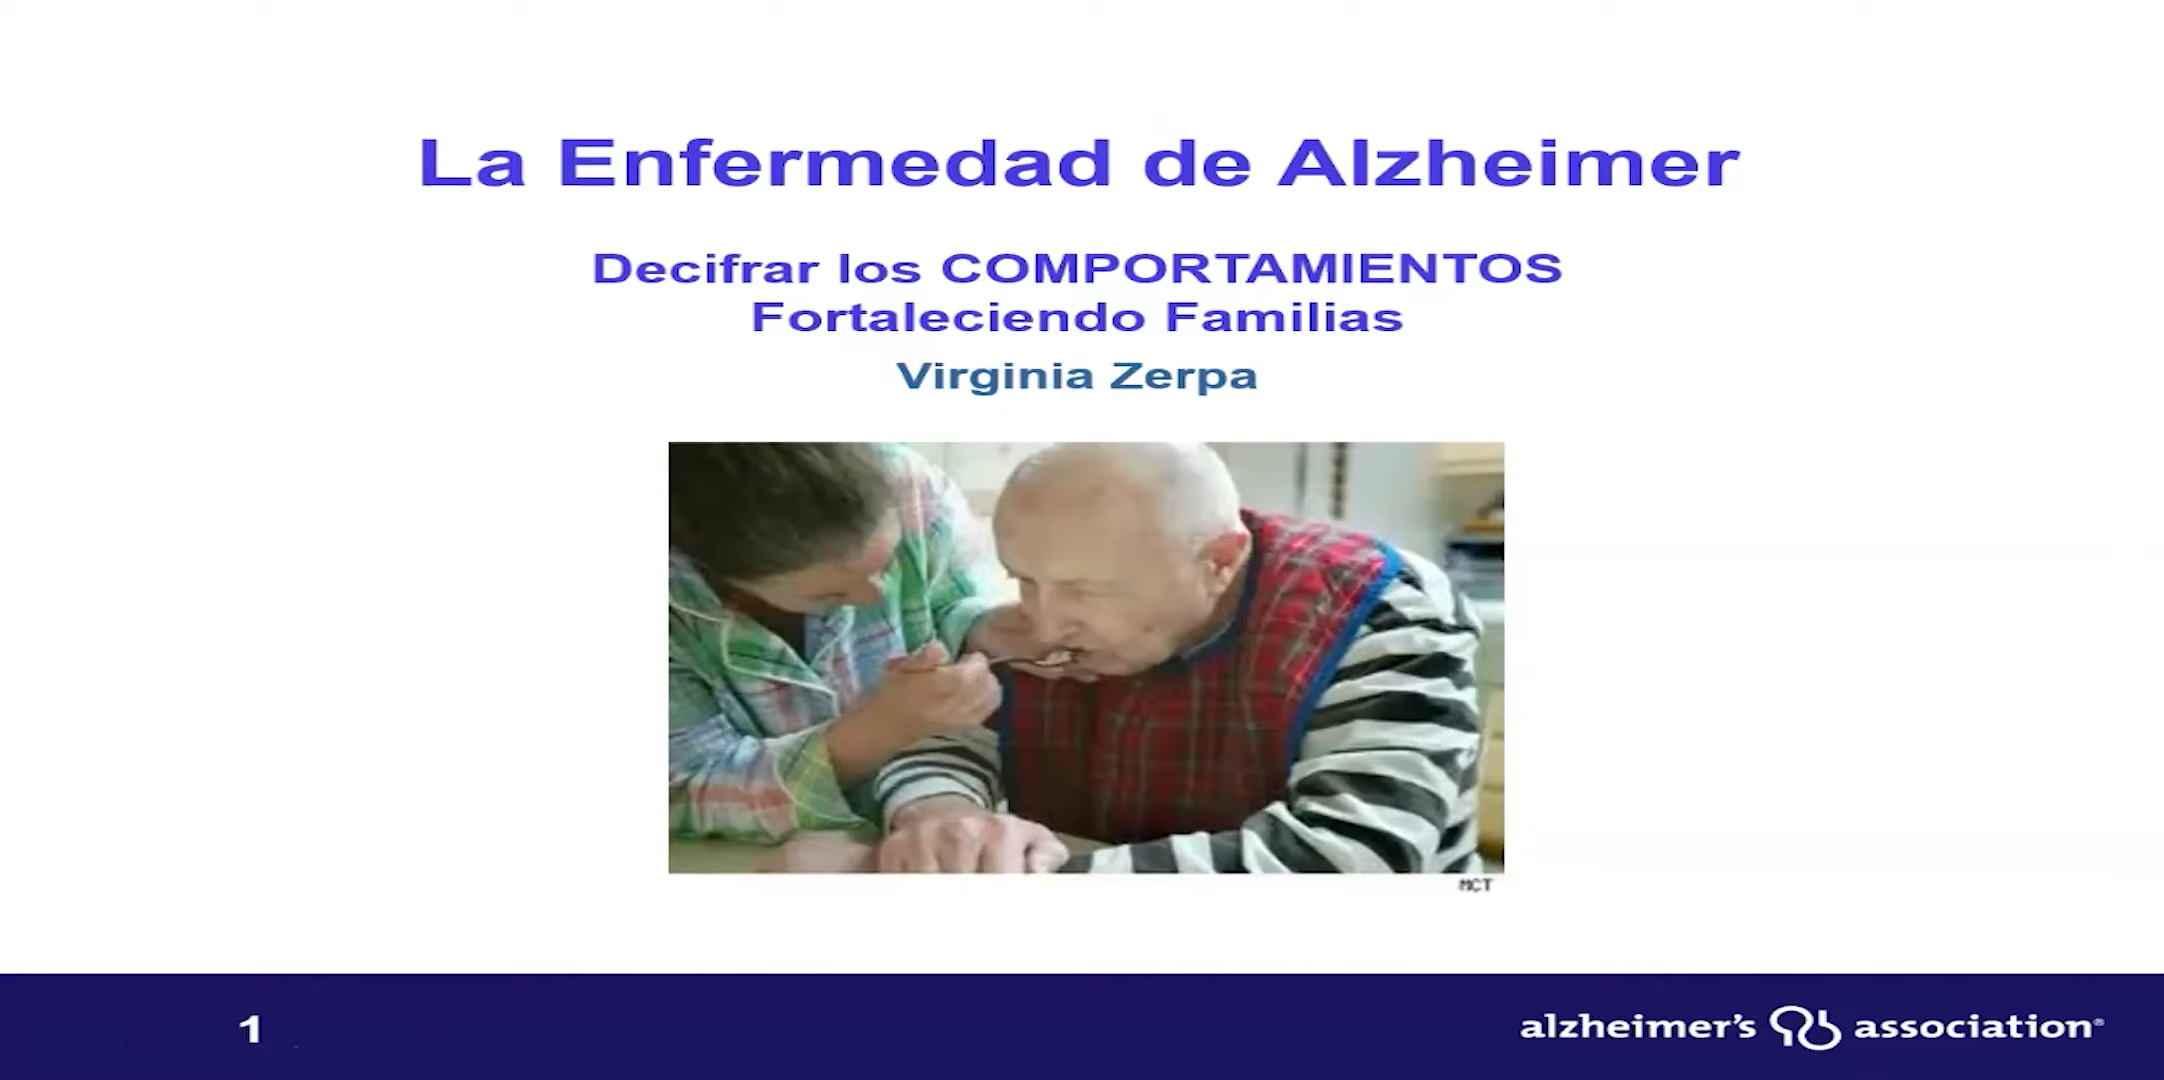 La Enfermedad de Alzheimer
Decifrar los COMPORTAMIENTOS
Fortaleciendo Familias
Virginia Zerpa
MCT
1
alzheimer's association®